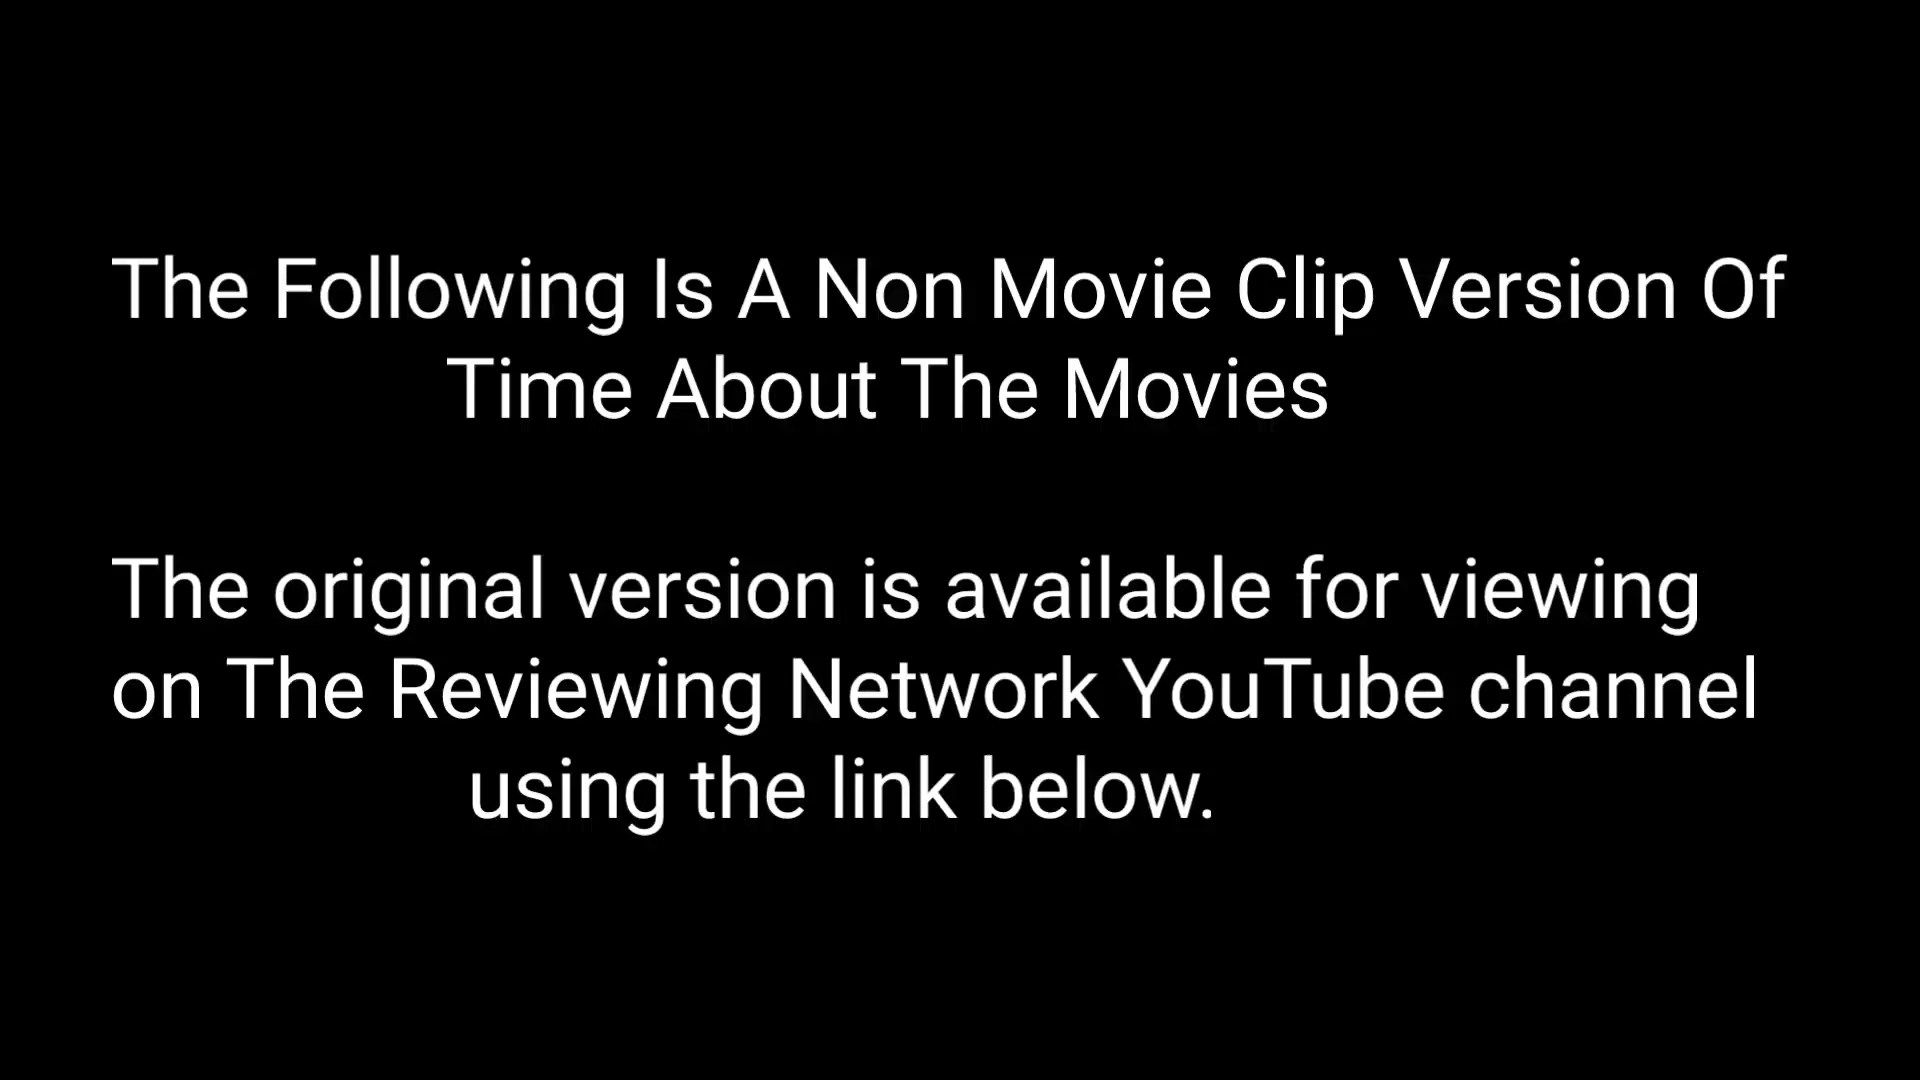 The Following Is A Non Movie Clip Version Of
Time About The Movies
The original version is available for viewing
on The Reviewing Network YouTube channel
using the link below.